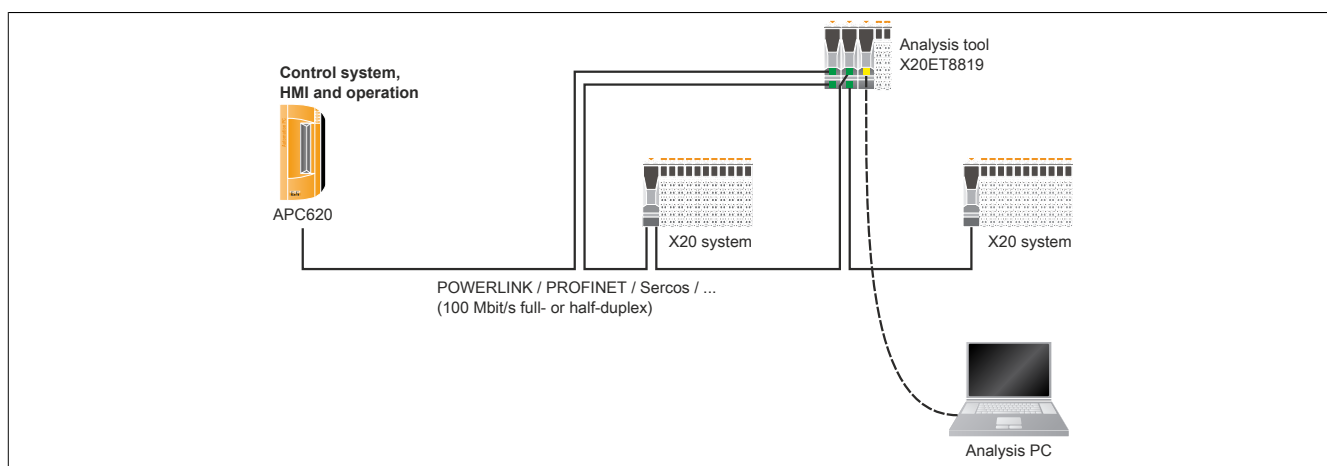 Analysis tool
X20ET8819
Control system,
HMI and operation
APC620
X20 system
X20 system
POWERLINK / PROFINET / Sercos / ...
(100 Mbit/s full- or half-duplex)
Analysis PC